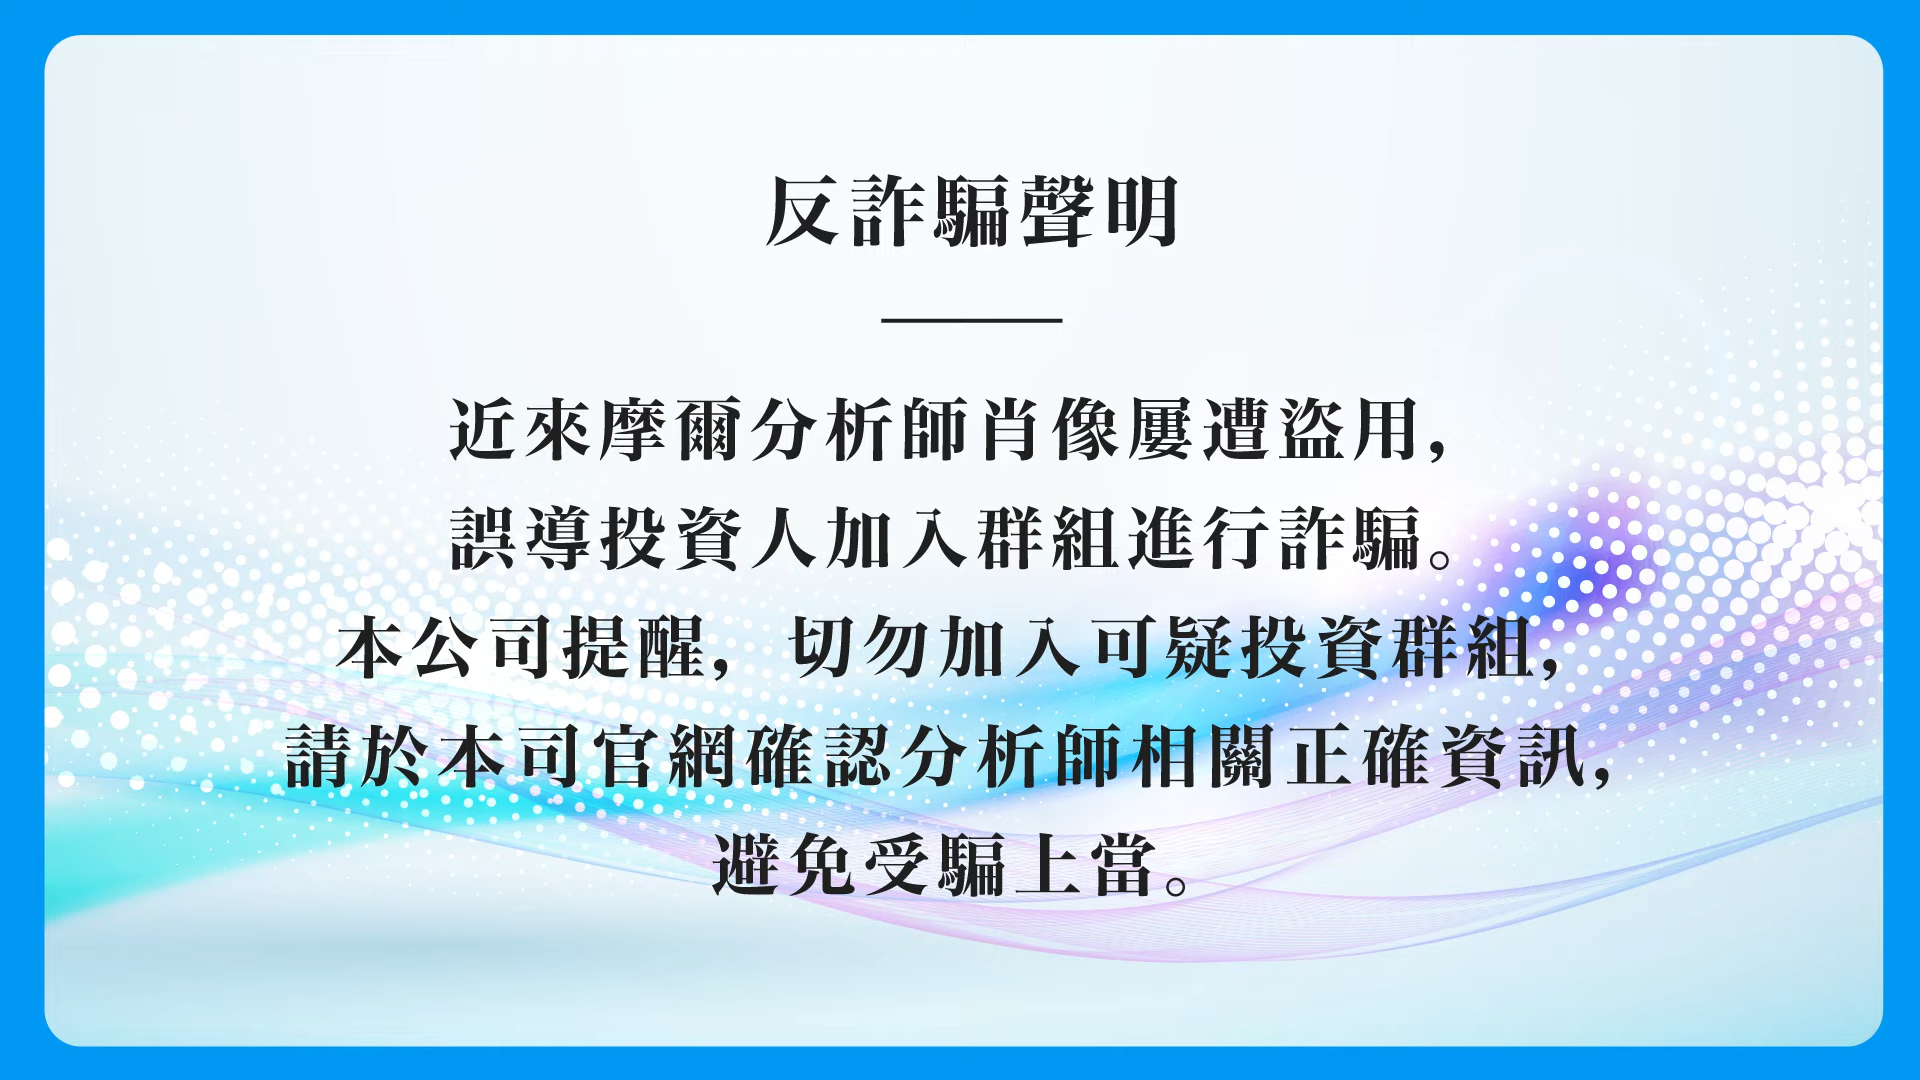 反詐騙聲明
近來摩爾分析師肖像屢遭盜用，
誤導投資人加入群組進行詐騙。
本公司提醒，切勿加入可疑投資群組，
請於本司官網確認分析師相關正確資訊，
避免受騙上當。